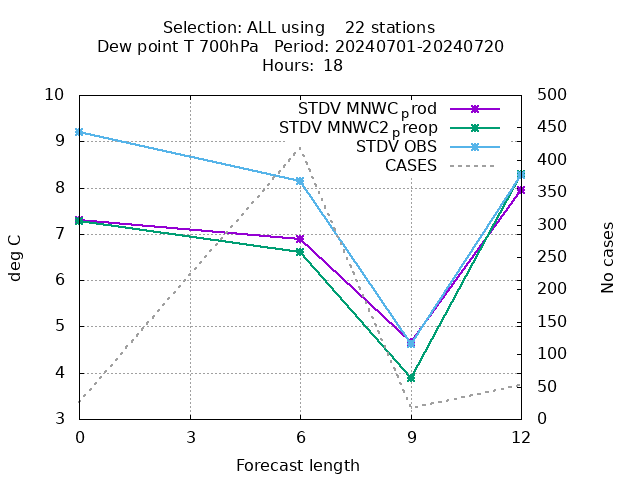 Selection: ALL using    22 stations
Dew point T 700hPa   Period: 20240701-20240720
Hours: 18
STDV MNWC_prod
STDV MNWC2_preop
STDV OBS
CASES
10
9
8
7
6
5
4
3
500
450
400
350
300
250
200
150
100
50
0
deg C
No cases
0 3 6 9 12
Forecast length